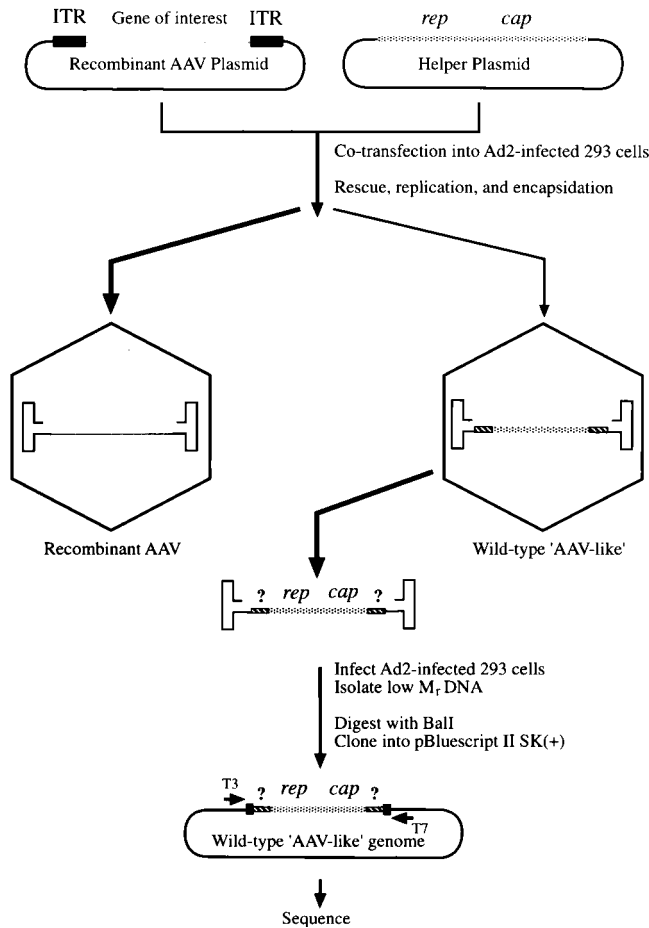 ITR Gene of interest ITR
Recombinant AAV Plasmid
rep cap
Helper Plasmid
Co-transfection into Ad2-infected 293 cells
Rescue, replication, and encapsidation
Recombinant AAV
Wild-type 'AAV-like'
? rep cap ?
Infect Ad2-infected 293 cells
Isolate low Mr DNA
Digest with BalI
Clone into pBluescript II SK(+)
T3 ? rep cap ?
T7
Wild-type 'AAV-like' genome
Sequence